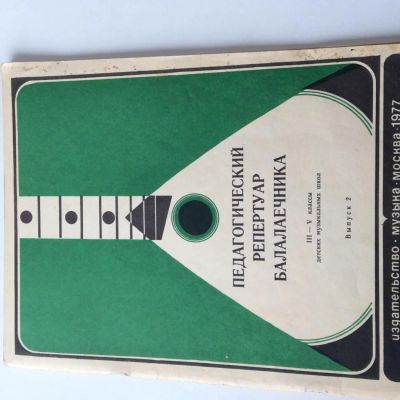 ПЕДАГОГИЧЕСКИЙ
РЕПЕРТУАР
БАЛАЛАЕЧНИКА
III — V классы
детских музыкальных школ
Выпуск 2
издательство · музыка · москва · 1977